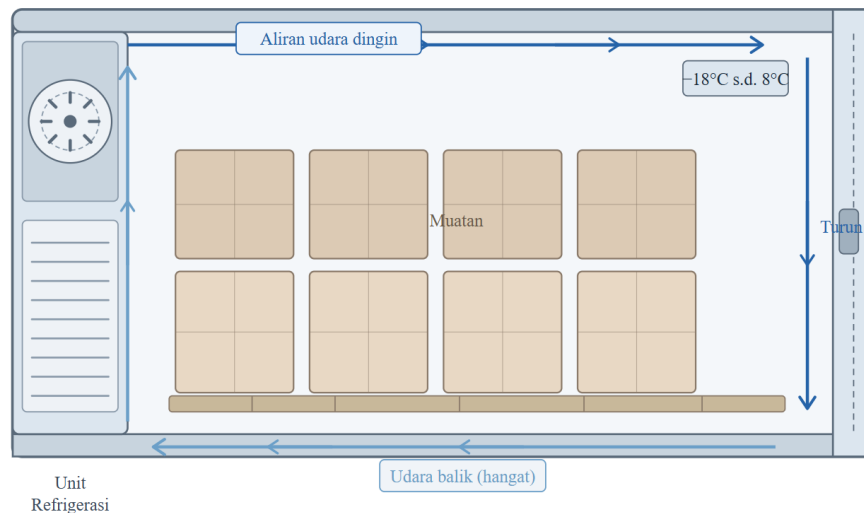 Aliran udara dingin
−18°C s.d. 8°C
Muatan
Turun
Udara balik (hangat)
Unit
Refrigerasi